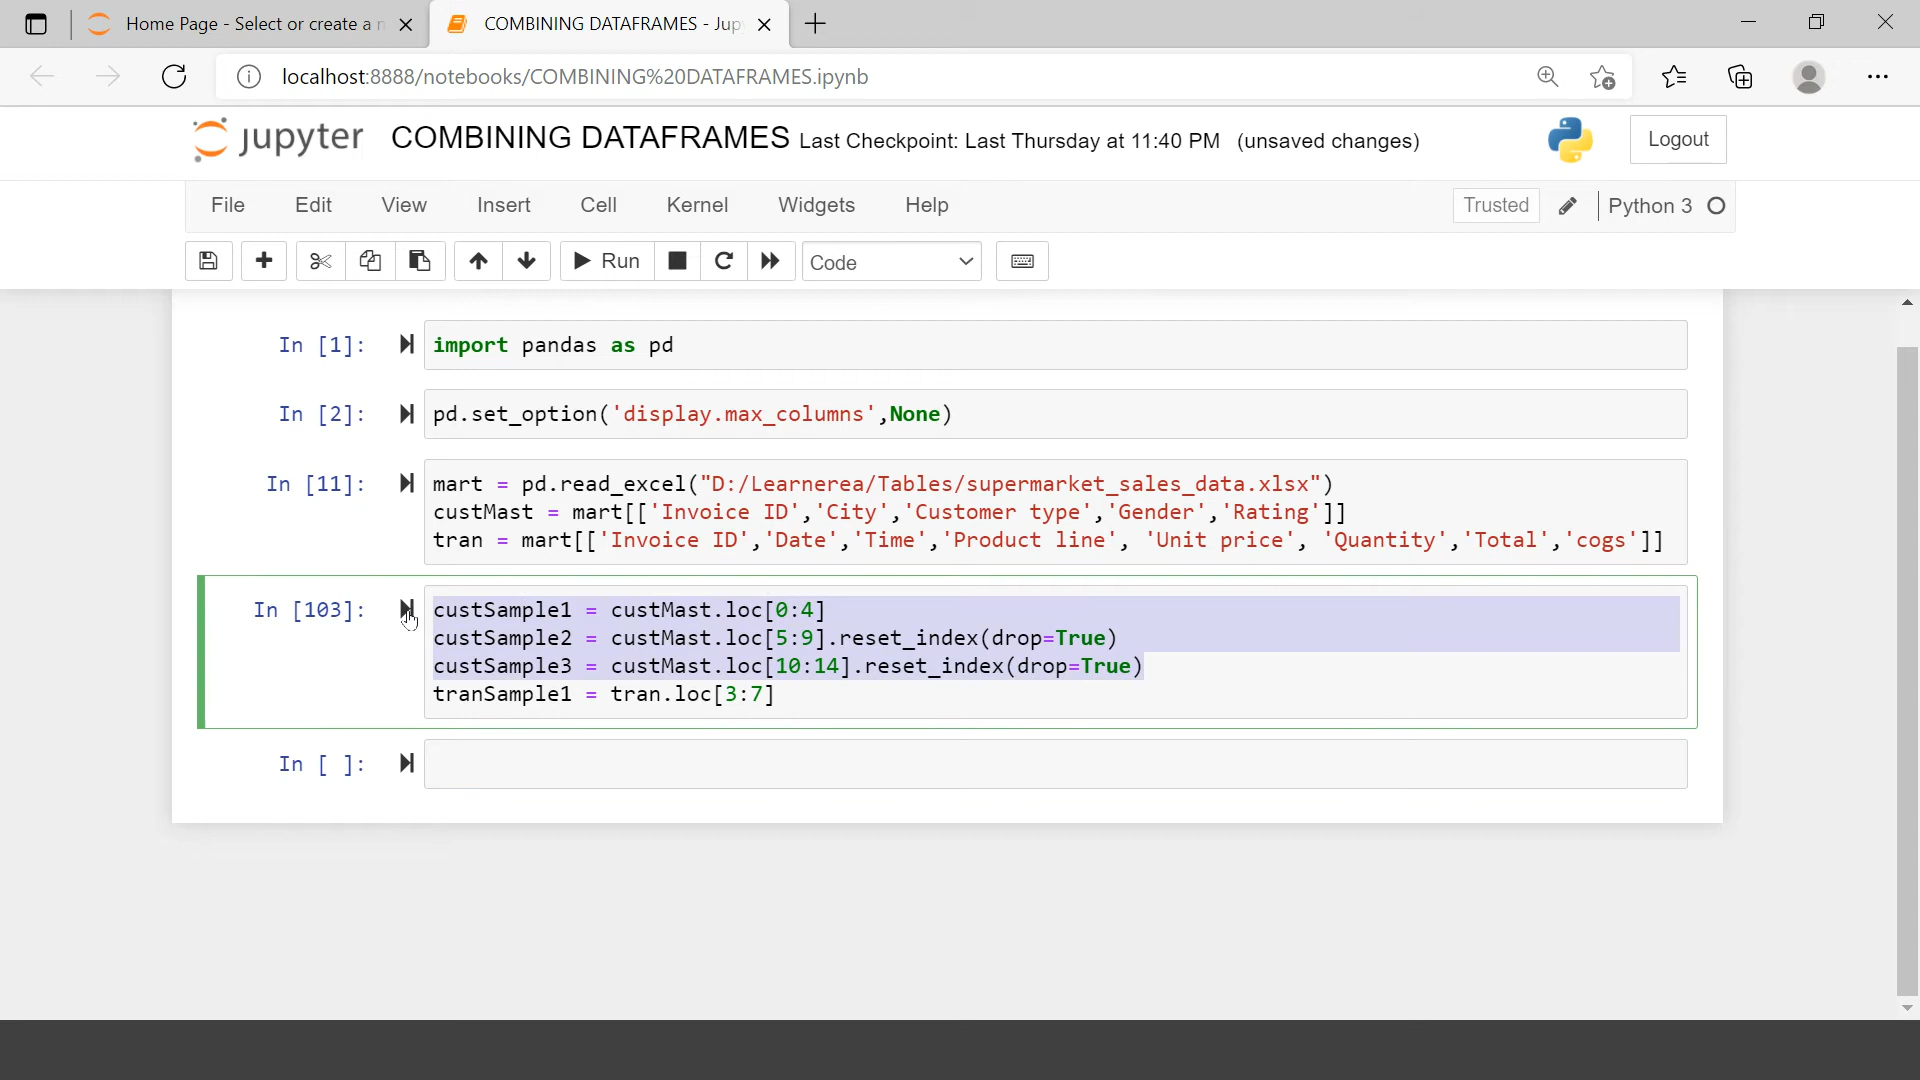 Home Page - Select or create a n
COMBINING DATAFRAMES - Jup
localhost:8888/notebooks/COMBINING%20DATAFRAMES.ipynb
jupyter COMBINING DATAFRAMES Last Checkpoint: Last Thursday at 11:40 PM (unsaved changes) Logout
File Edit View Insert Cell Kernel Widgets Help Trusted Python 3
Run Code
In [1]: import pandas as pd
In [2]: pd.set_option('display.max_columns',None)
In [11]: mart = pd.read_excel("D:/Learnerea/Tables/supermarket_sales_data.xlsx")
custMast = mart[['Invoice ID','City','Customer type','Gender','Rating']]
tran = mart[['Invoice ID','Date','Time','Product line', 'Unit price', 'Quantity','Total','cogs']]
In [103]: custSample1 = custMast.loc[0:4]
custSample2 = custMast.loc[5:9].reset_index(drop=True)
custSample3 = custMast.loc[10:14].reset_index(drop=True)
tranSample1 = tran.loc[3:7]
In [ ]: